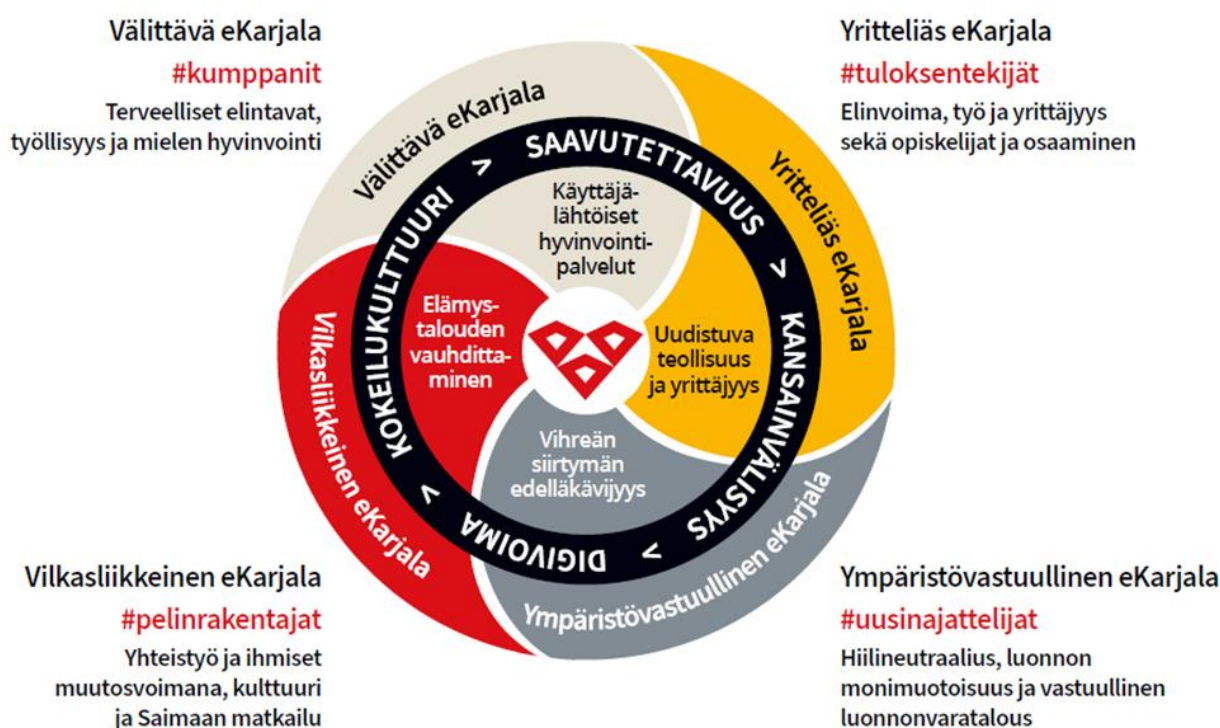 Välittävä eKarjala
#kumppanit
Terveelliset elintavat,
työllisyys ja mielen hyvinvointi
Yritteliäs eKarjala
#tuloksentekijät
Elinvoima, työ ja yrittäjyys
sekä opiskelijat ja osaaminen
Välittävä eKarjala
Yritteliäs eKarjala
Ympäristövastuullinen eKarjala
Vilkasliikkeinen eKarjala
SAAVUTETTAVUUS > KANSAINVÄLISYYS > DIGIVOIMA > KOKEILUKULTTUURI >
Käyttäjä-
lähtöiset
hyvinvointi-
palvelut
Elämys-
talouden
vauhditta-
minen
Uudistuva
teollisuus
ja yrittäjyys
Vihreän
siirtymän
edelläkävijyys
Vilkasliikkeinen eKarjala
#pelinrakentajat
Yhteistyö ja ihmiset
muutosvoimana, kulttuuri
ja Saimaan matkailu
Ympäristövastuullinen eKarjala
#uusinajattelijat
Hiilineutraalius, luonnon
monimuotoisuus ja vastuullinen
luonnonvaratalous